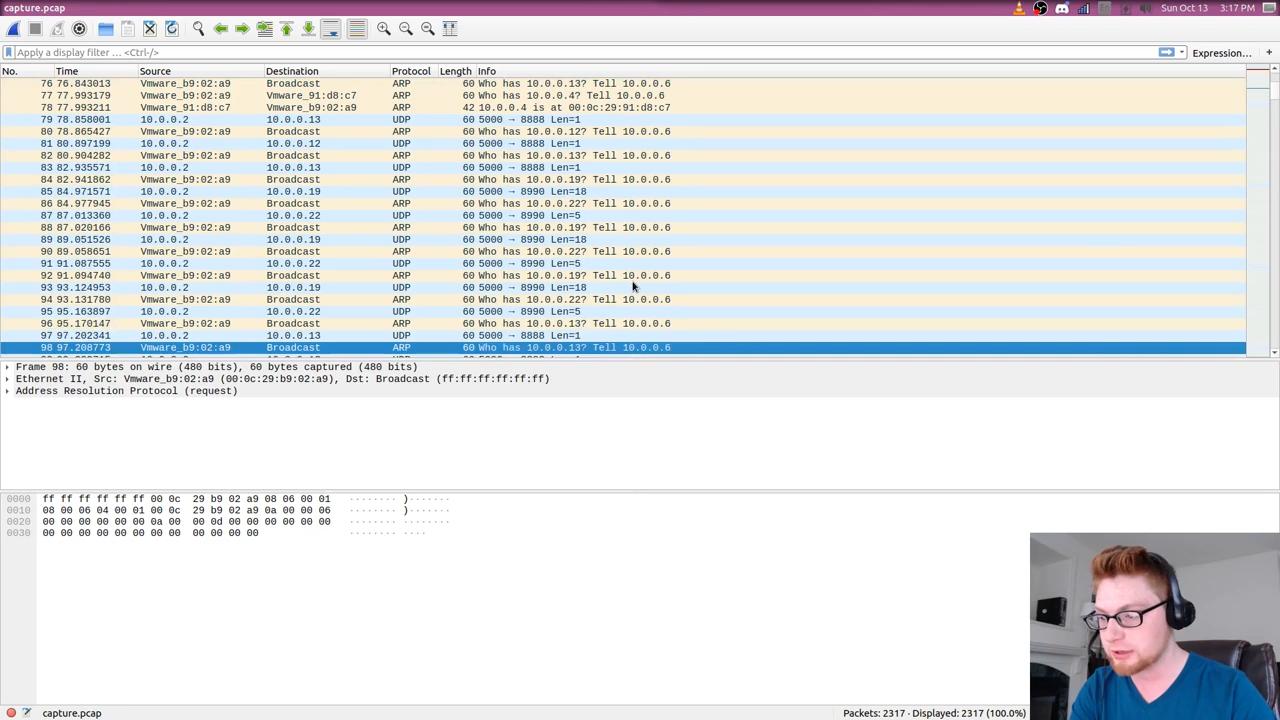 capture.pcap
Sun Oct 13 3:17 PM
Apply a display filter … <Ctrl-/>
Expression… +
No. Time Source Destination Protocol Length Info
76 76.843013 Vmware_b9:02:a9 Broadcast ARP 60 Who has 10.0.0.13? Tell 10.0.0.6
77 77.993179 Vmware_b9:02:a9 Vmware_91:d8:c7 ARP 60 Who has 10.0.0.4? Tell 10.0.0.6
78 77.993211 Vmware_91:d8:c7 Vmware_b9:02:a9 ARP 42 10.0.0.4 is at 00:0c:29:91:d8:c7
79 78.858001 10.0.0.2 10.0.0.13 UDP 60 5000 → 8888 Len=1
80 78.865427 Vmware_b9:02:a9 Broadcast ARP 60 Who has 10.0.0.12? Tell 10.0.0.6
81 80.897199 10.0.0.2 10.0.0.12 UDP 60 5000 → 8888 Len=1
82 80.904282 Vmware_b9:02:a9 Broadcast ARP 60 Who has 10.0.0.13? Tell 10.0.0.6
83 82.935571 10.0.0.2 10.0.0.13 UDP 60 5000 → 8888 Len=1
84 82.941862 Vmware_b9:02:a9 Broadcast ARP 60 Who has 10.0.0.19? Tell 10.0.0.6
85 84.971571 10.0.0.2 10.0.0.19 UDP 60 5000 → 8990 Len=18
86 84.977945 Vmware_b9:02:a9 Broadcast ARP 60 Who has 10.0.0.22? Tell 10.0.0.6
87 87.013360 10.0.0.2 10.0.0.22 UDP 60 5000 → 8990 Len=5
88 87.020166 Vmware_b9:02:a9 Broadcast ARP 60 Who has 10.0.0.19? Tell 10.0.0.6
89 89.051526 10.0.0.2 10.0.0.19 UDP 60 5000 → 8990 Len=18
90 89.058651 Vmware_b9:02:a9 Broadcast ARP 60 Who has 10.0.0.22? Tell 10.0.0.6
91 91.087555 10.0.0.2 10.0.0.22 UDP 60 5000 → 8990 Len=5
92 91.094740 Vmware_b9:02:a9 Broadcast ARP 60 Who has 10.0.0.19? Tell 10.0.0.6
93 93.124953 10.0.0.2 10.0.0.19 UDP 60 5000 → 8990 Len=18
94 93.131780 Vmware_b9:02:a9 Broadcast ARP 60 Who has 10.0.0.22? Tell 10.0.0.6
95 95.163897 10.0.0.2 10.0.0.22 UDP 60 5000 → 8990 Len=5
96 95.170147 Vmware_b9:02:a9 Broadcast ARP 60 Who has 10.0.0.13? Tell 10.0.0.6
97 97.202341 10.0.0.2 10.0.0.13 UDP 60 5000 → 8888 Len=1
98 97.208773 Vmware_b9:02:a9 Broadcast ARP 60 Who has 10.0.0.13? Tell 10.0.0.6
Frame 98: 60 bytes on wire (480 bits), 60 bytes captured (480 bits)
Ethernet II, Src: Vmware_b9:02:a9 (00:0c:29:b9:02:a9), Dst: Broadcast (ff:ff:ff:ff:ff:ff)
Address Resolution Protocol (request)
0000 ff ff ff ff ff ff 00 0c 29 b9 02 a9 08 06 00 01 ········ )·······
0010 08 00 06 04 00 01 00 0c 29 b9 02 a9 0a 00 00 06 ········ )·······
0020 00 00 00 00 00 00 0a 00 00 0d 00 00 00 00 00 00 ········ ········
0030 00 00 00 00 00 00 00 00 00 00 00 00 ········ ····
capture.pcap
Packets: 2317 · Displayed: 2317 (100.0%)